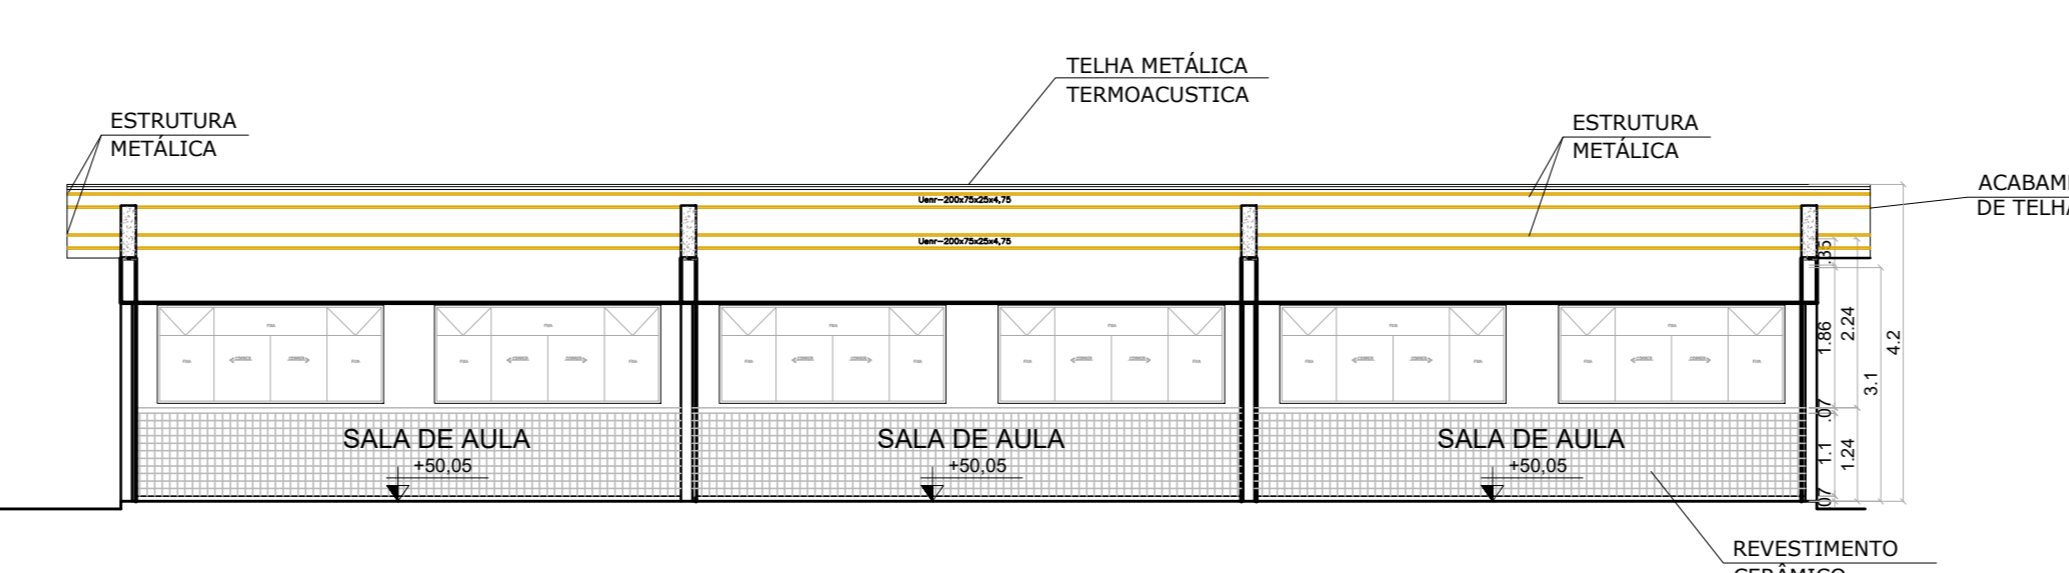 TELHA METÁLICA
TERMOACUSTICA
ESTRUTURA
METÁLICA
ESTRUTURA
METÁLICA
ACABAM
DE TELHA
Uenr-200x75x25x4,75
Uenr-200x75x25x4,75
.35
1.86
2.24
4.2
3.1
.07
1.1
1.24
.07
SALA DE AULA
+50,05
SALA DE AULA
+50,05
SALA DE AULA
+50,05
REVESTIMENTO
CERÂMICO